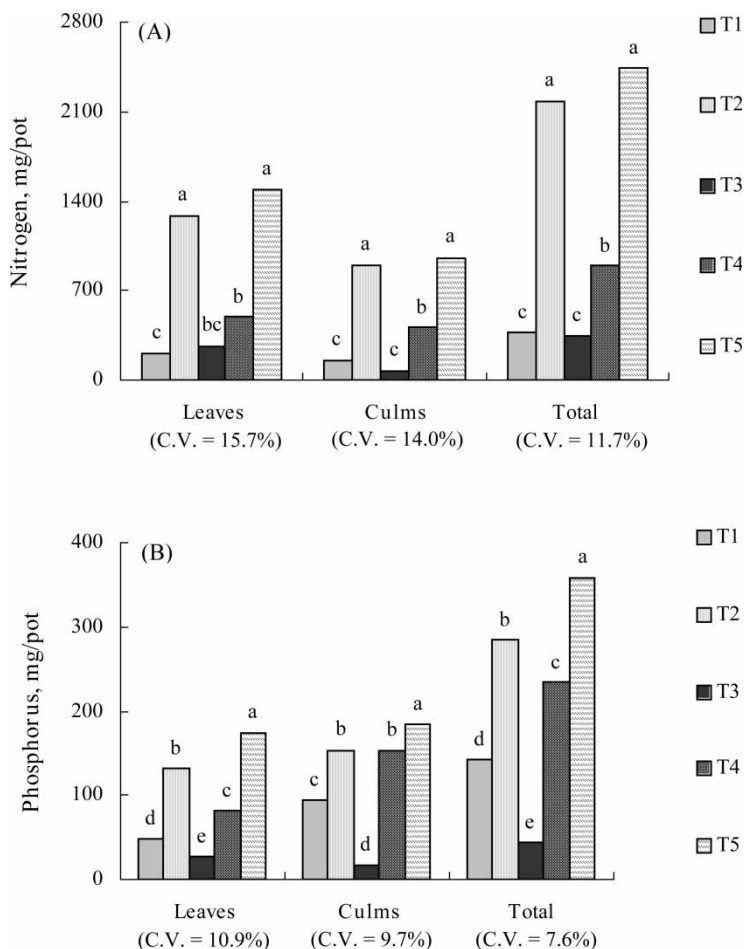 (A)
Nitrogen, mg/pot
2800
2100
1400
700
0
c a bc b a
c a c b a
c a c b a
Leaves Culms Total
(C.V. = 15.7%) (C.V. = 14.0%) (C.V. = 11.7%)
T1
T2
T3
T4
T5
(B)
Phosphorus, mg/pot
400
300
200
100
0
d b e c a
c b d b a
d b e c a
Leaves Culms Total
(C.V. = 10.9%) (C.V. = 9.7%) (C.V. = 7.6%)
T1
T2
T3
T4
T5